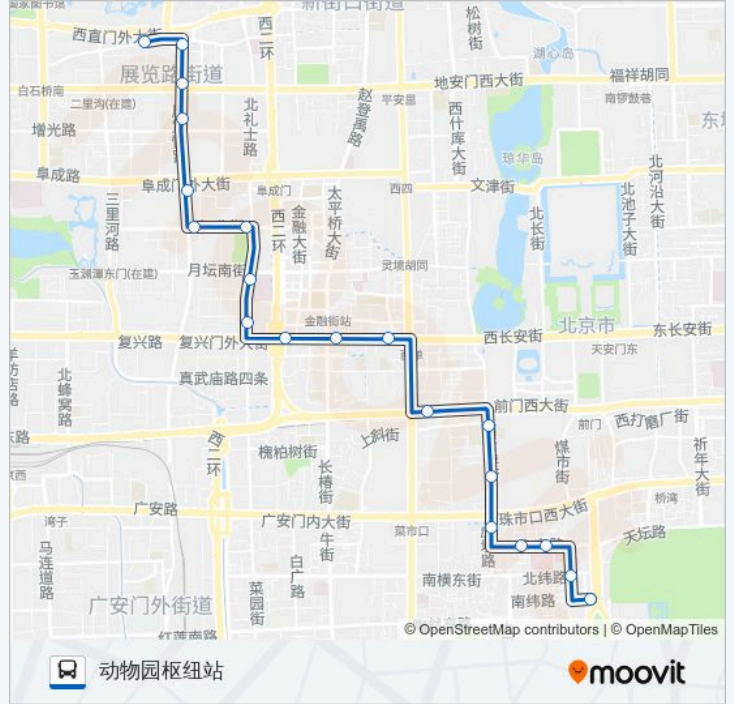 新街口街道
西直门外大街
西二环
松树街
湖心岛
展览路街道
白石桥南
二里沟(在建)
平安里
地安门西大街
福祥胡同
南锣鼓巷
增光路
北礼士路
赵登禹路
西什库大街
琼华岛
阜成路
阜成门外大街
阜成门
西四
文津街
北河沿大街
三里河路
西二环
金融大街
太平桥大街
北长街
北池子大街
玉渊潭东门(在建)
月坛南街
灵境胡同
金融街站
北京市
复兴路
复兴门外大街
西长安街
东长安街
天安门东
羊坊店路
北蜂窝路
真武庙路四条
前门西大街
前门
西打磨厂街
上斜街
西二环
槐柏树街
长椿街
煤市街
祈年大街
桥湾
广安路
湾子
广安门内大街
菜市口
珠市口西大街
天坛路
牛街
马连道路
白广路
菜园街
南横东街
北纬路
南纬路
广安门外街道
红莲南路
© OpenStreetMap contributors | © OpenMapTiles
动物园枢纽站
moovit